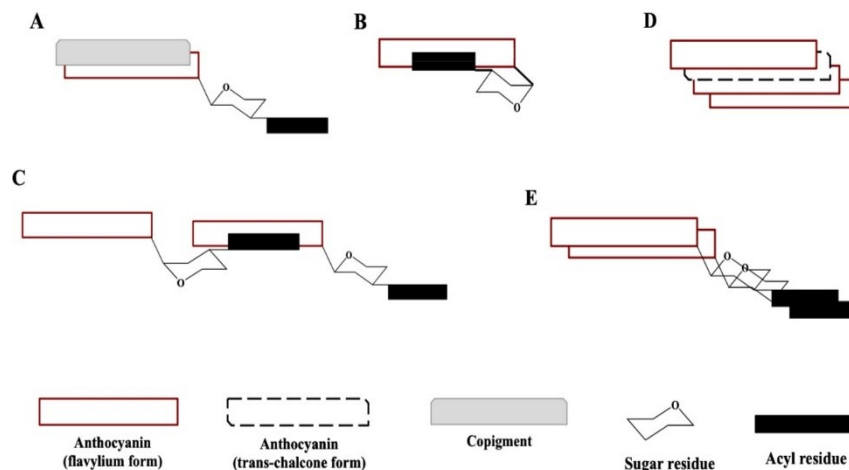 A
B
D
O
O
C
E
O
O
O
O
O
Anthocyanin
(flavylium form)
Anthocyanin
(trans-chalcone form)
Copigment
Sugar residue
Acyl residue